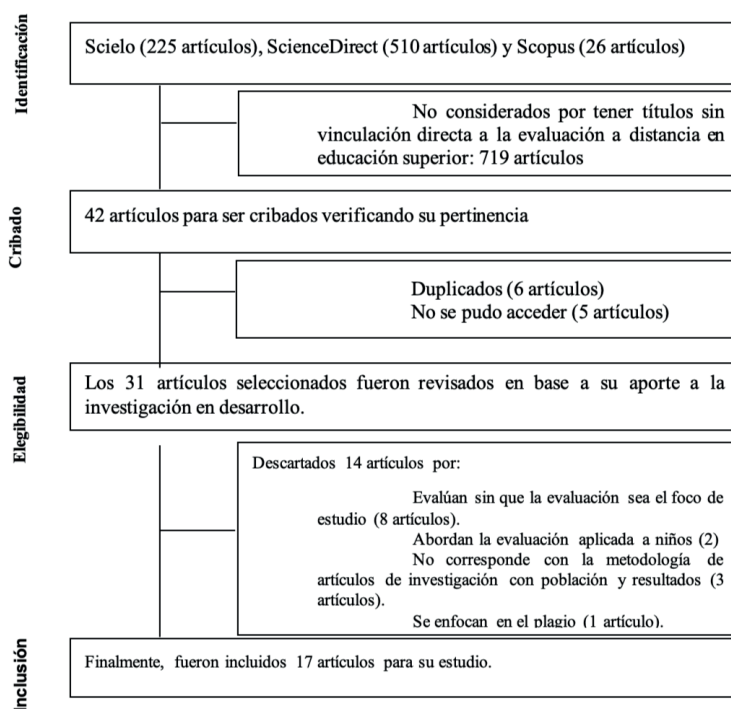 Identificación
Scielo (225 artículos), ScienceDirect (510 artículos) y Scopus (26 artículos)
No considerados por tener títulos sin
vinculación directa a la evaluación a distancia en
educación superior: 719 artículos
Cribado
42 artículos para ser cribados verificando su pertinencia
Duplicados (6 artículos)
No se pudo acceder (5 artículos)
Elegibilidad
Los 31 artículos seleccionados fueron revisados en base a su aporte a la
investigación en desarrollo.
Descartados 14 artículos por:
Evalúan sin que la evaluación sea el foco de
estudio (8 artículos).
Abordan la evaluación aplicada a niños (2)
No corresponde con la metodología de
artículos de investigación con población y resultados (3
artículos).
Se enfocan en el plagio (1 artículo).
Inclusión
Finalmente, fueron incluidos 17 artículos para su estudio.